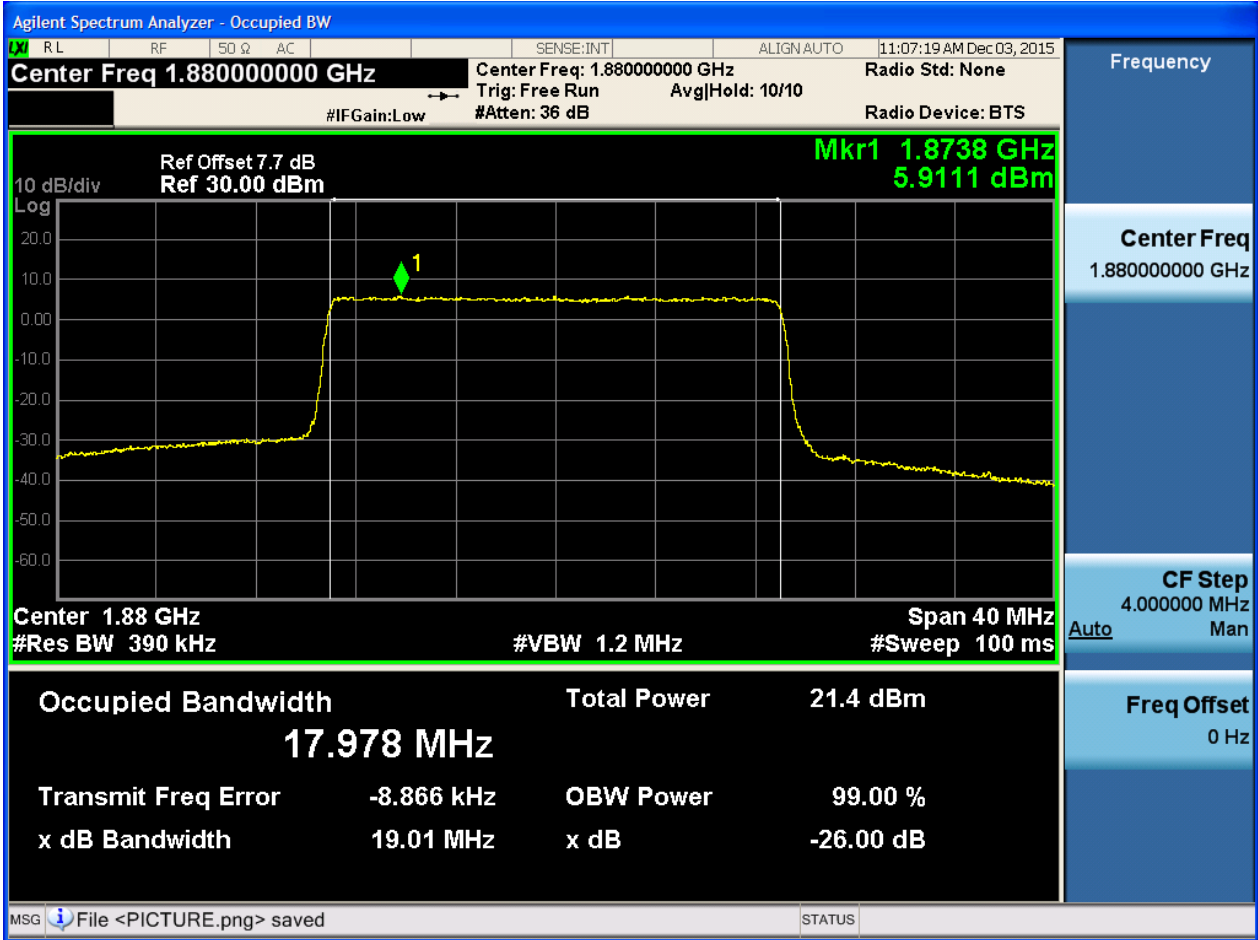 Agilent Spectrum Analyzer - Occupied BW
LXI RL RF 50 Ω AC SENSE:INT ALIGN AUTO 11:07:19 AM Dec 03, 2015
Center Freq 1.880000000 GHz
Center Freq: 1.880000000 GHz Radio Std: None
Trig: Free Run Avg|Hold: 10/10
#IFGain:Low #Atten: 36 dB Radio Device: BTS
Frequency
Mkr1 1.8738 GHz
5.9111 dBm
Ref Offset 7.7 dB
10 dB/div Ref 30.00 dBm
Log
20.0
1
10.0
0.00
-10.0
-20.0
-30.0
-40.0
-50.0
-60.0
Center 1.88 GHz Span 40 MHz
#Res BW 390 kHz #VBW 1.2 MHz #Sweep 100 ms
Center Freq
1.880000000 GHz
CF Step
4.000000 MHz
Auto Man
Freq Offset
0 Hz
Occupied Bandwidth Total Power 21.4 dBm
17.978 MHz
Transmit Freq Error -8.866 kHz OBW Power 99.00 %
x dB Bandwidth 19.01 MHz x dB -26.00 dB
MSG File <PICTURE.png> saved STATUS